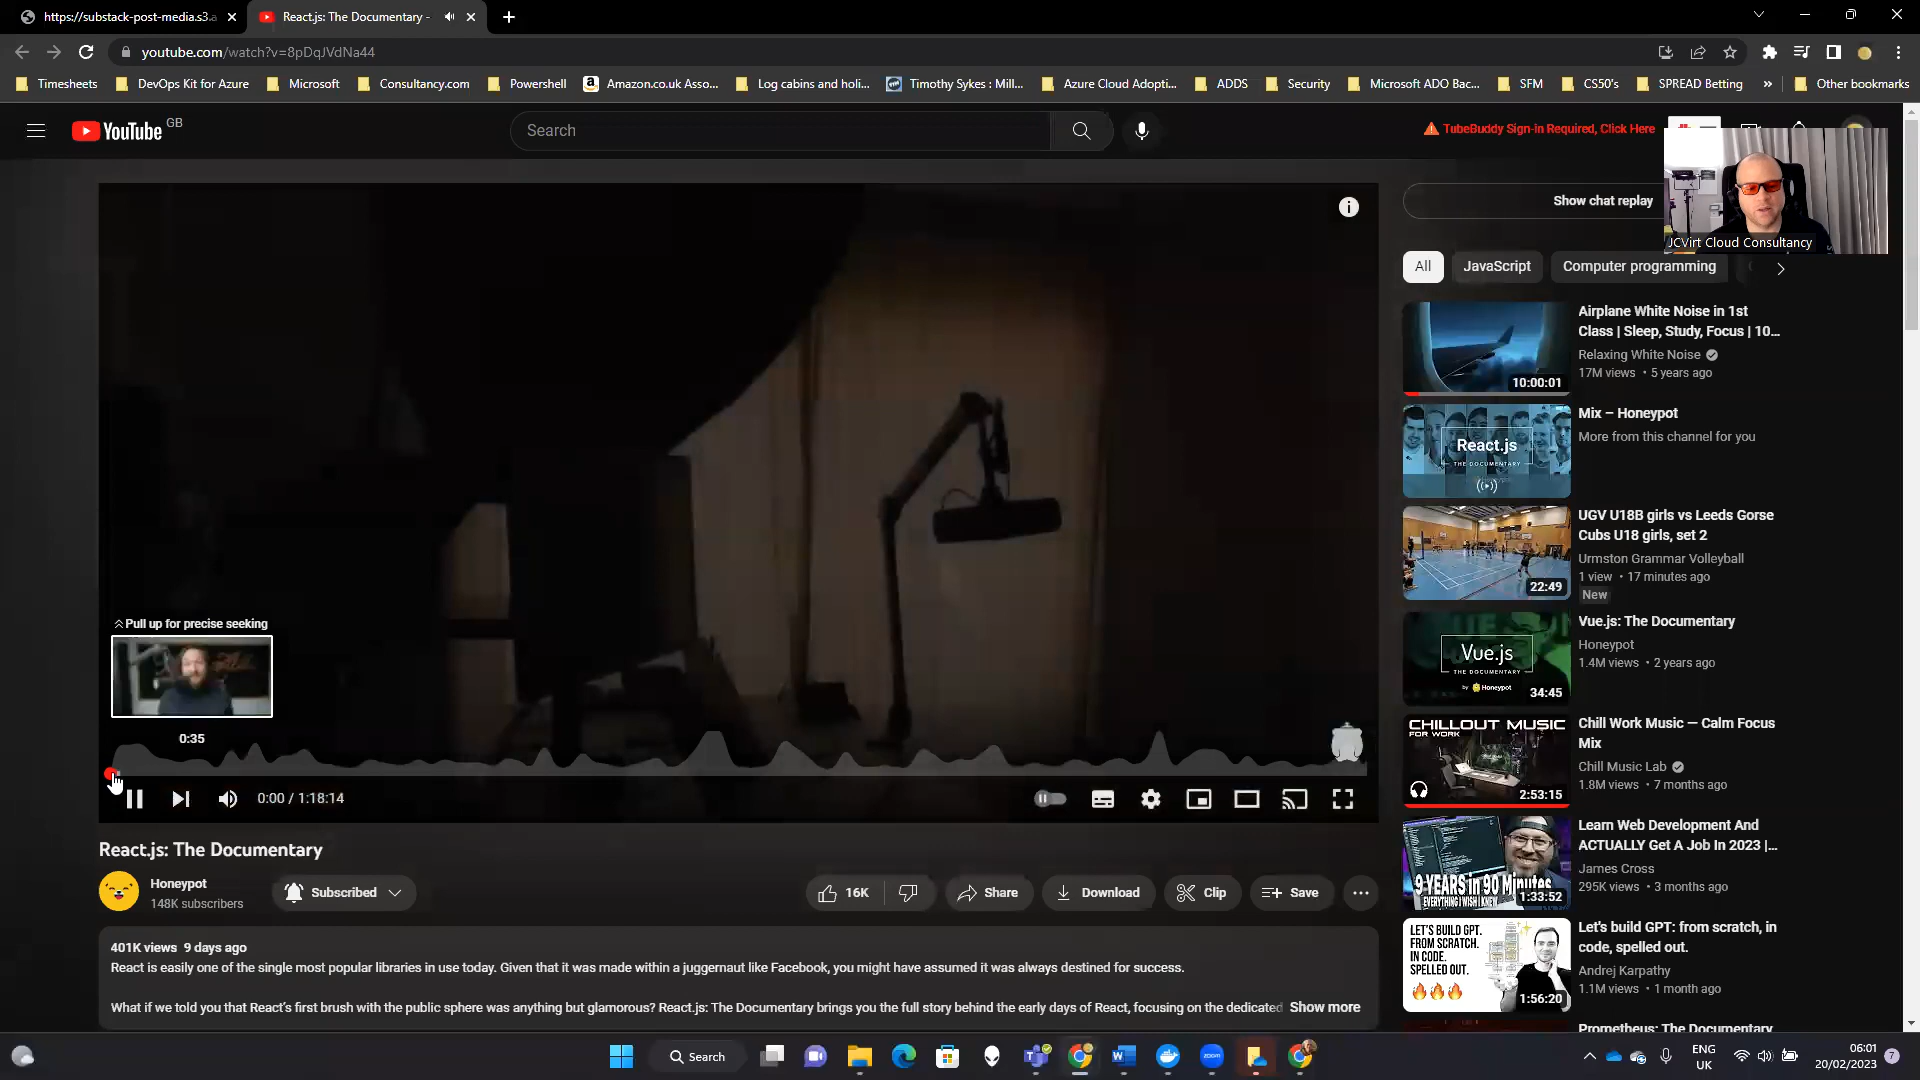 https://substack-post-media.s3.a
React.js: The Documentary -
youtube.com/watch?v=8pDqJVdNa44
Timesheets
DevOps Kit for Azure
Microsoft
Consultancy.com
Powershell
Amazon.co.uk Asso...
Log cabins and holi...
Timothy Sykes : Mill...
Azure Cloud Adopti...
ADDS
Security
Microsoft ADO Bac...
SFM
CS50's
SPREAD Betting
»
Other bookmarks
YouTube GB
Search
TubeBuddy Sign-in Required, Click Here
JCVirt Cloud Consultancy
Show chat replay
All
JavaScript
Computer programming
Pull up for precise seeking
0:35
0:00 / 1:18:14
React.js: The Documentary
Honeypot
148K subscribers
Subscribed
16K
Share
Download
Clip
Save
401K views 9 days ago
React is easily one of the single most popular libraries in use today. Given that it was made within a juggernaut like Facebook, you might have assumed it was always destined for success.
What if we told you that React's first brush with the public sphere was anything but glamorous? React.js: The Documentary brings you the full story behind the early days of React, focusing on the dedicated Show more
10:00:01
Airplane White Noise in 1st
Class | Sleep, Study, Focus | 10...
Relaxing White Noise
17M views • 5 years ago
React.js
THE DOCUMENTARY
Mix – Honeypot
More from this channel for you
22:49
UGV U18B girls vs Leeds Gorse
Cubs U18 girls, set 2
Urmston Grammar Volleyball
1 view • 17 minutes ago
New
Vue.js
THE DOCUMENTARY
by Honeypot
34:45
Vue.js: The Documentary
Honeypot
1.4M views • 2 years ago
CHILLOUT MUSIC
FOR WORK
2:53:15
Chill Work Music — Calm Focus
Mix
Chill Music Lab
1.8M views • 7 months ago
9 YEARS in 90 Minutes
EVERYTHING I WISH I KNEW
1:33:52
Learn Web Development And
ACTUALLY Get A Job In 2023 |...
James Cross
295K views • 3 months ago
LET'S BUILD GPT.
FROM SCRATCH.
IN CODE.
SPELLED OUT.
1:56:20
Let's build GPT: from scratch, in
code, spelled out.
Andrej Karpathy
1.1M views • 1 month ago
Prometheus: The Documentary
Search
zoom
ENG
UK
06:01
20/02/2023
7